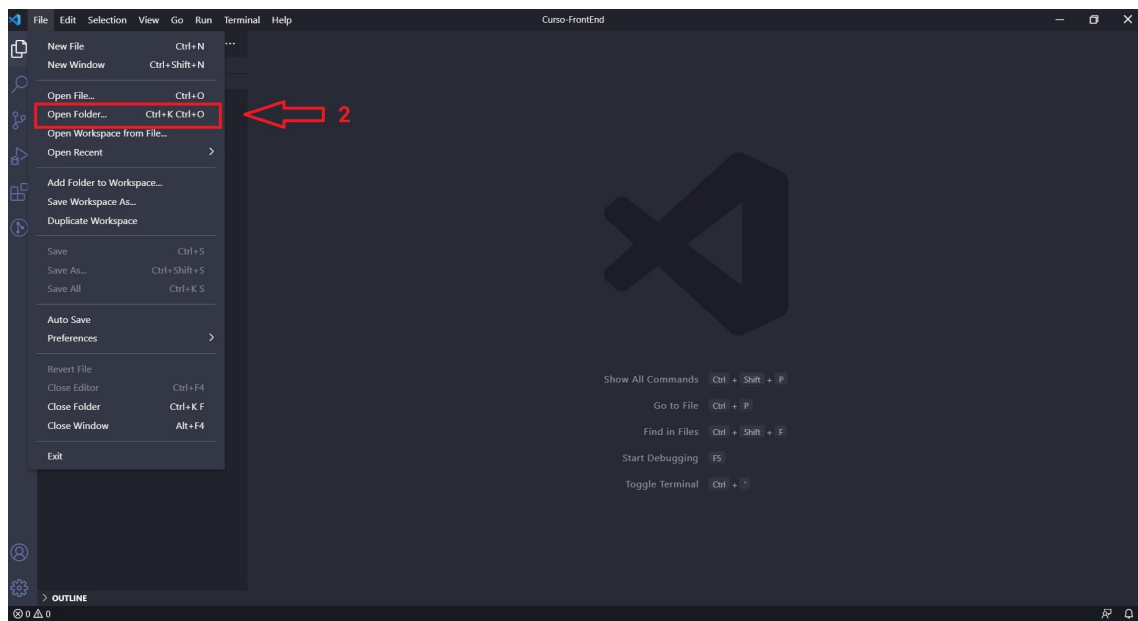 File Edit Selection View Go Run Terminal Help Curso-FrontEnd
New File Ctrl+N
New Window Ctrl+Shift+N
Open File... Ctrl+O
Open Folder... Ctrl+K Ctrl+O
2
Open Workspace from File...
Open Recent
Add Folder to Workspace...
Save Workspace As...
Duplicate Workspace
Save Ctrl+S
Save As... Ctrl+Shift+S
Save All Ctrl+K S
Auto Save
Preferences
Revert File
Close Editor Ctrl+F4
Close Folder Ctrl+K F
Close Window Alt+F4
Exit
Show All Commands Ctrl + Shift + P
Go to File Ctrl + P
Find in Files Ctrl + Shift + F
Start Debugging F5
Toggle Terminal Ctrl + '
OUTLINE
0 0